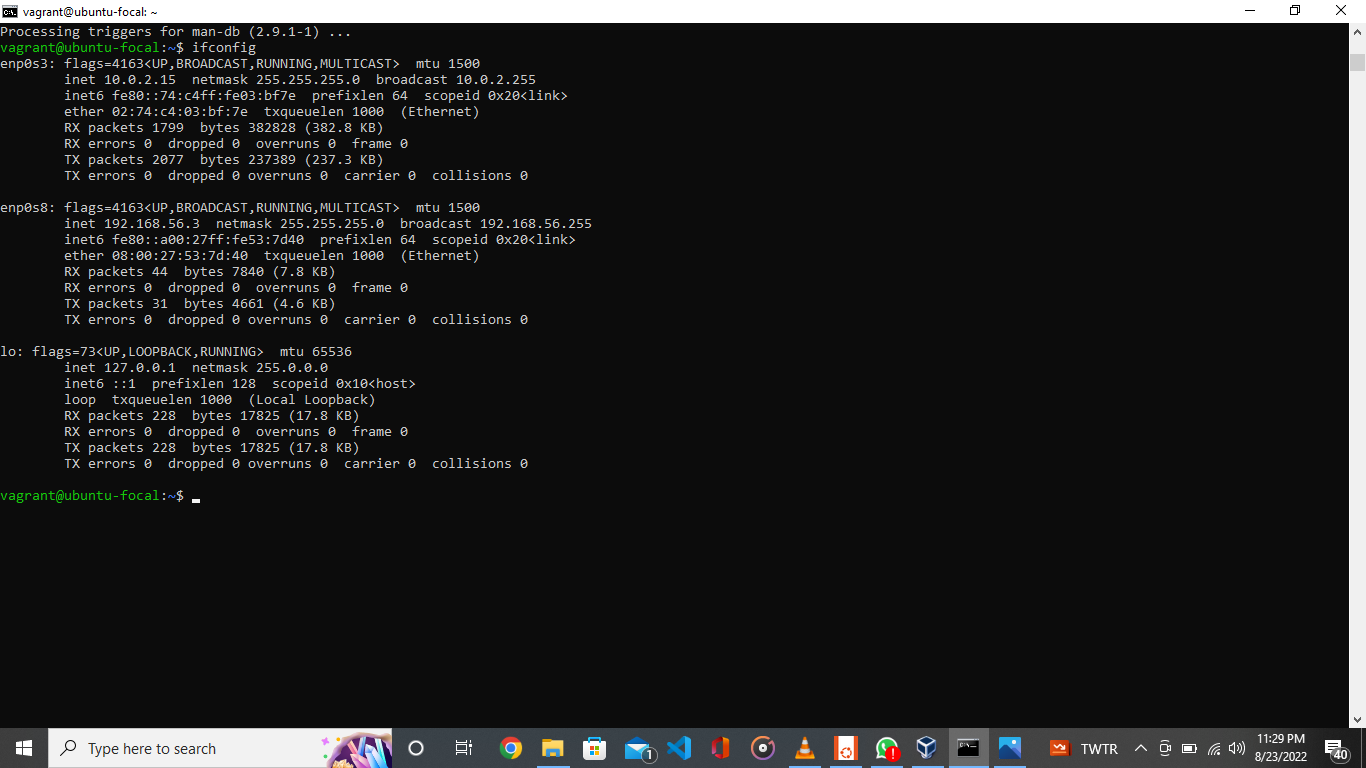 vagrant@ubuntu-focal: ~
Processing triggers for man-db (2.9.1-1) ...
vagrant@ubuntu-focal:~$ ifconfig
enp0s3: flags=4163<UP,BROADCAST,RUNNING,MULTICAST>  mtu 1500
        inet 10.0.2.15  netmask 255.255.255.0  broadcast 10.0.2.255
        inet6 fe80::74:c4ff:fe03:bf7e  prefixlen 64  scopeid 0x20<link>
        ether 02:74:c4:03:bf:7e  txqueuelen 1000  (Ethernet)
        RX packets 1799  bytes 382828 (382.8 KB)
        RX errors 0  dropped 0  overruns 0  frame 0
        TX packets 2077  bytes 237389 (237.3 KB)
        TX errors 0  dropped 0 overruns 0  carrier 0  collisions 0

enp0s8: flags=4163<UP,BROADCAST,RUNNING,MULTICAST>  mtu 1500
        inet 192.168.56.3  netmask 255.255.255.0  broadcast 192.168.56.255
        inet6 fe80::a00:27ff:fe53:7d40  prefixlen 64  scopeid 0x20<link>
        ether 08:00:27:53:7d:40  txqueuelen 1000  (Ethernet)
        RX packets 44  bytes 7840 (7.8 KB)
        RX errors 0  dropped 0  overruns 0  frame 0
        TX packets 31  bytes 4661 (4.6 KB)
        TX errors 0  dropped 0 overruns 0  carrier 0  collisions 0

lo: flags=73<UP,LOOPBACK,RUNNING>  mtu 65536
        inet 127.0.0.1  netmask 255.0.0.0
        inet6 ::1  prefixlen 128  scopeid 0x10<host>
        loop  txqueuelen 1000  (Local Loopback)
        RX packets 228  bytes 17825 (17.8 KB)
        RX errors 0  dropped 0  overruns 0  frame 0
        TX packets 228  bytes 17825 (17.8 KB)
        TX errors 0  dropped 0 overruns 0  carrier 0  collisions 0

vagrant@ubuntu-focal:~$
Type here to search
1
TWTR
11:29 PM
8/23/2022
40